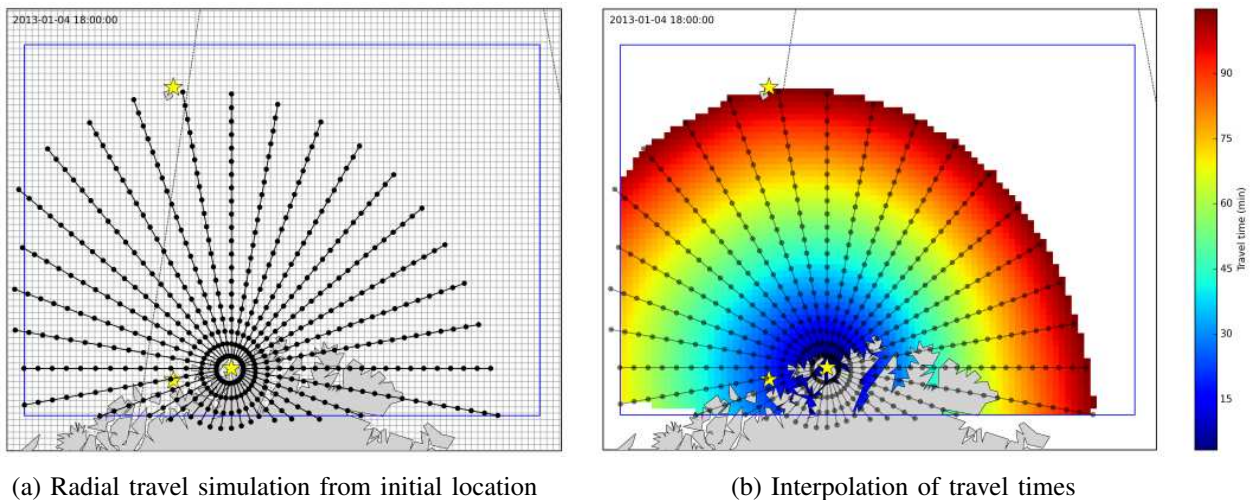 2013-01-04 18:00:00
2013-01-04 18:00:00
90
75
60
45
30
15
Travel time (min)
(a) Radial travel simulation from initial location
(b) Interpolation of travel times